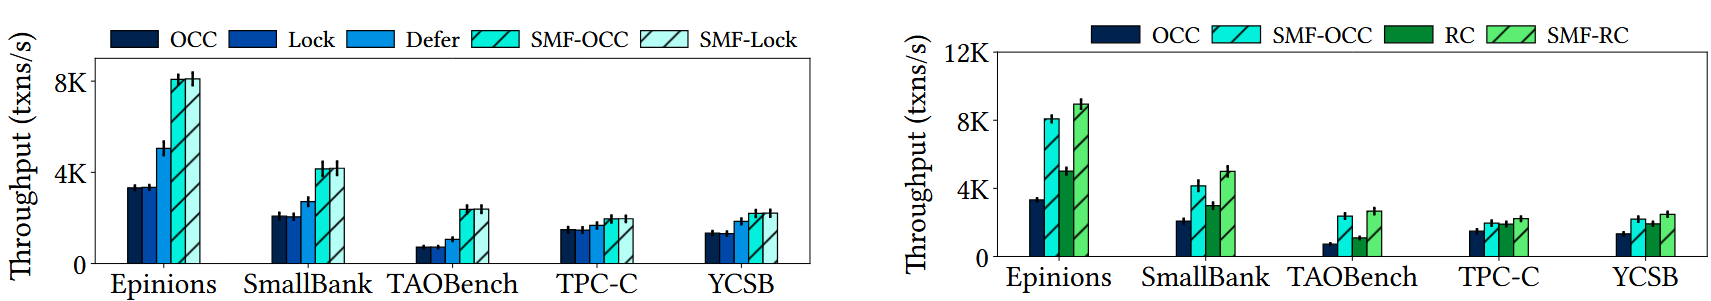 OCC Lock Defer SMF-OCC SMF-Lock
Throughput (txns/s)
8K
4K
0
Epinions SmallBank TAOBench TPC-C YCSB
OCC SMF-OCC RC SMF-RC
Throughput (txns/s)
12K
8K
4K
0
Epinions SmallBank TAOBench TPC-C YCSB